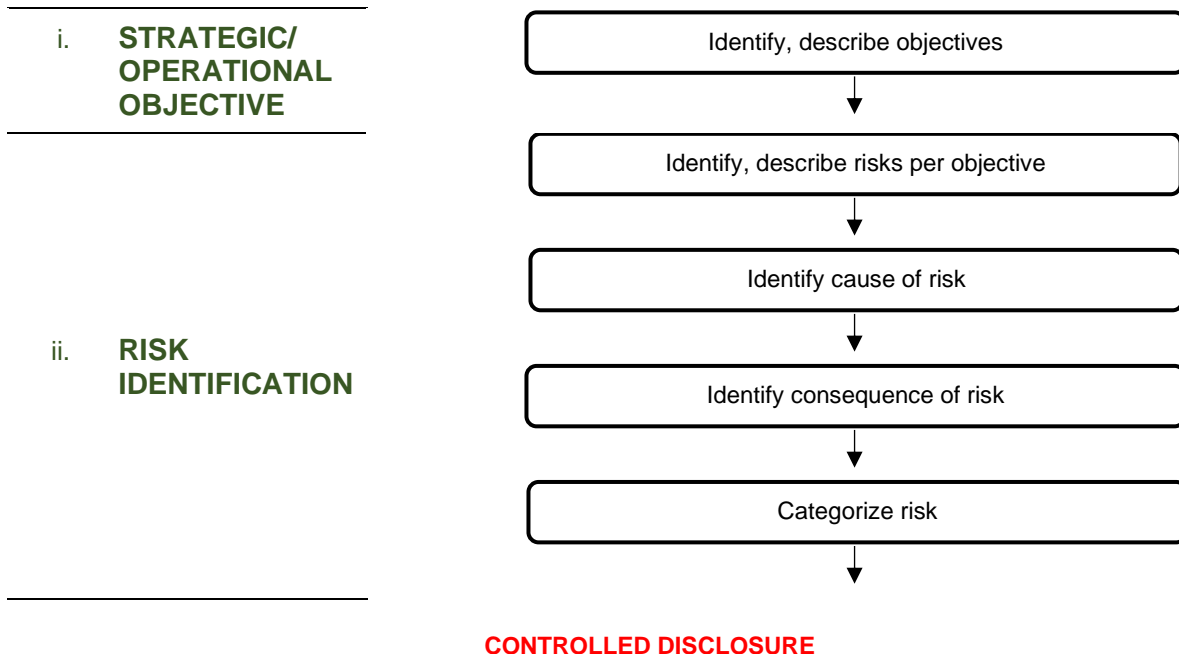 i. STRATEGIC/
OPERATIONAL
OBJECTIVE
Identify, describe objectives
Identify, describe risks per objective
Identify cause of risk
ii. RISK
IDENTIFICATION
Identify consequence of risk
Categorize risk
CONTROLLED DISCLOSURE